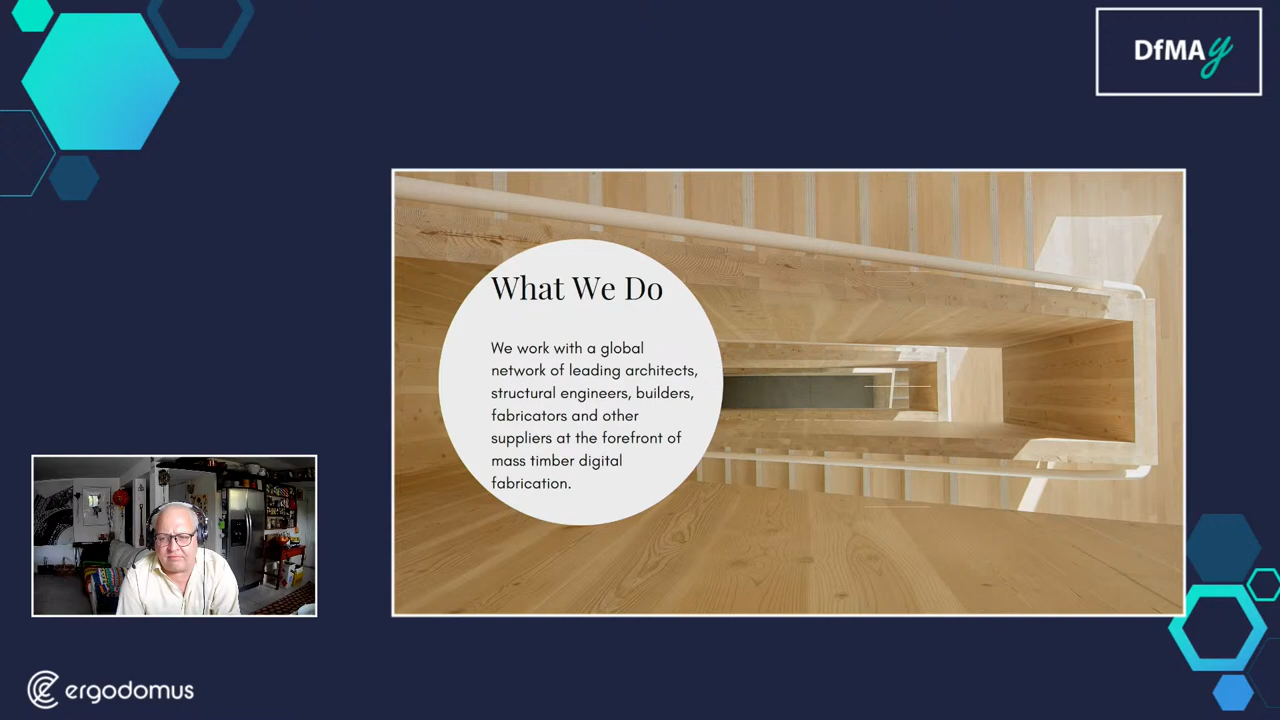 DfMAy
What We Do
We work with a global
network of leading architects,
structural engineers, builders,
fabricators and other
suppliers at the forefront of
mass timber digital
fabrication.
ergodomus